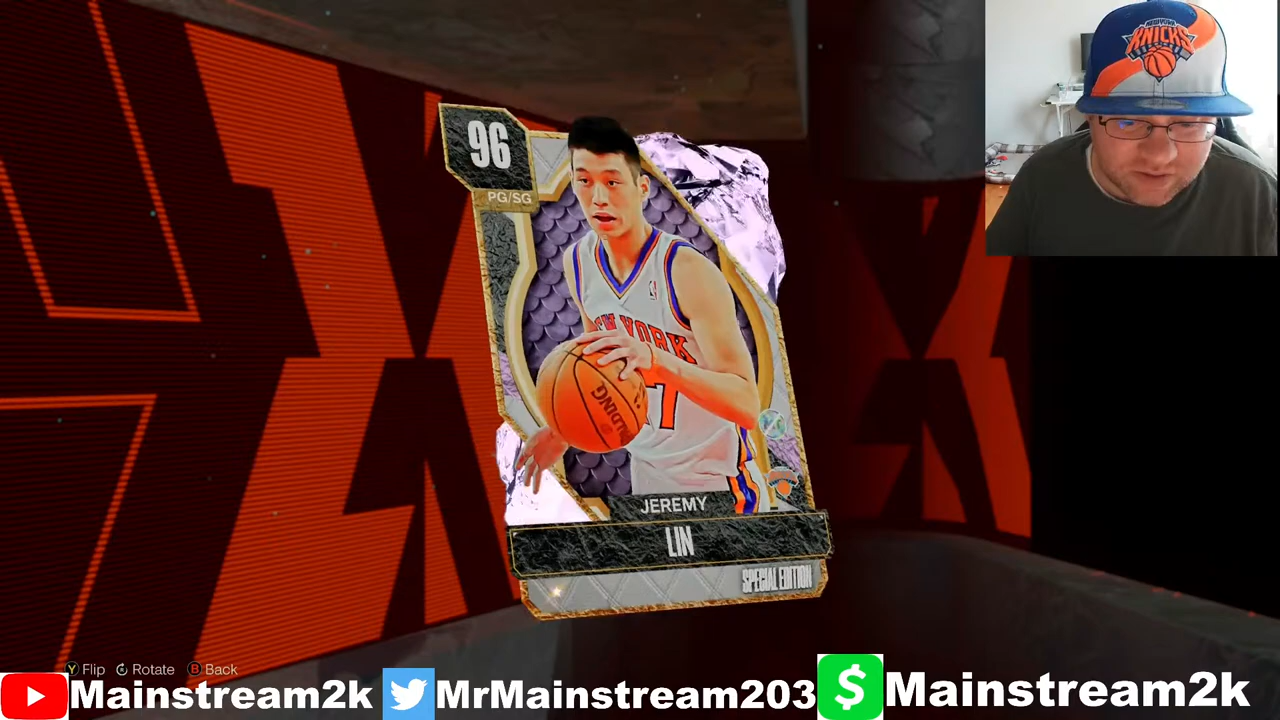 NEW YORK
KNICKS
96
PG/SG
NEW YORK
17
SPALDING
JEREMY
LIN
SPECIAL EDITION
Y Flip Rotate B Back
Mainstream2k MrMainstream203 $ Mainstream2k